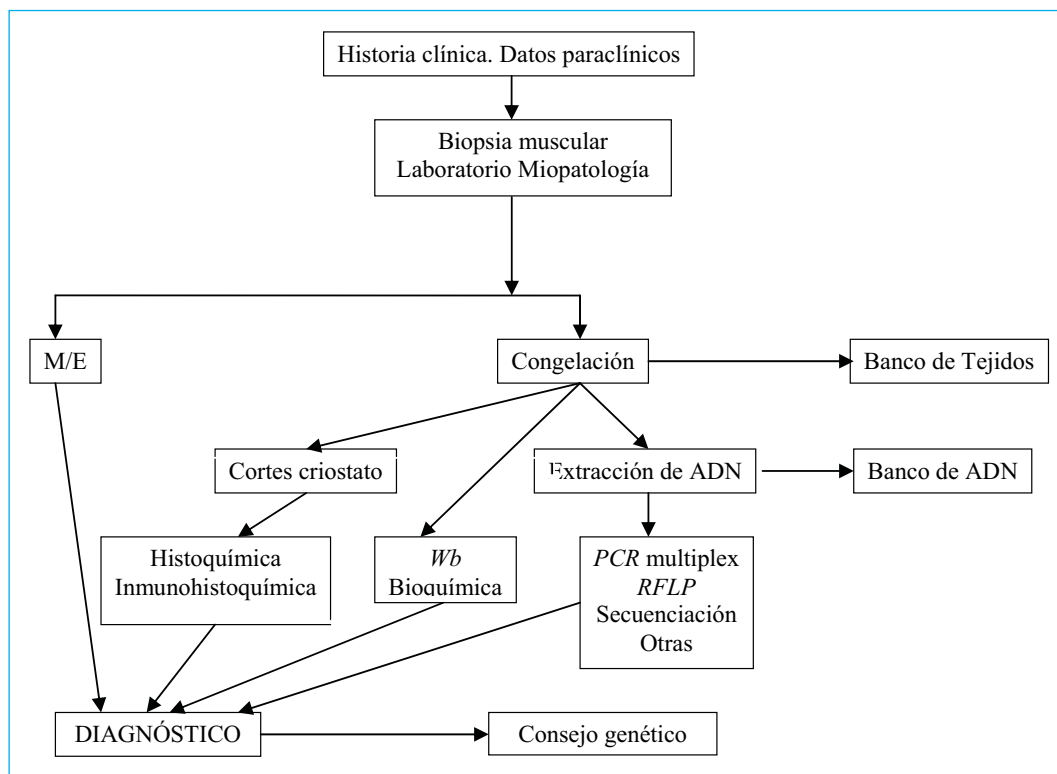 Historia clínica. Datos paraclínicos
Biopsia muscular
Laboratorio Miopatología
M/E
Congelación
Banco de Tejidos
Cortes criostato
Extracción de ADN
Banco de ADN
Histoquímica
Inmunohistoquímica
Wb
Bioquímica
PCR multiplex
RFLP
Secuenciación
Otras
DIAGNÓSTICO
Consejo genético